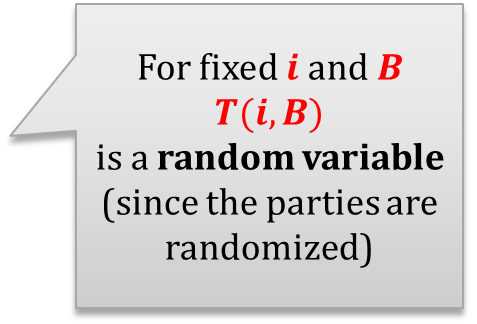 For fixed i and B
T(i, B)
is a random variable
(since the parties are
randomized)